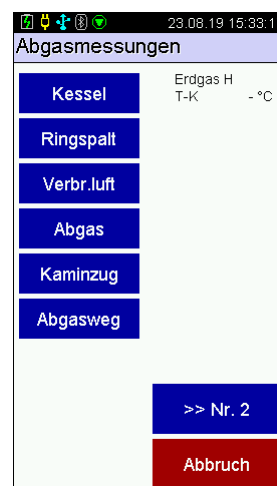 23.08.19 15:33:1
Abgasmessungen
Kessel
Erdgas H
T-K - °C
Ringspalt
Verbr.luft
Abgas
Kaminzug
Abgasweg
>> Nr. 2
Abbruch